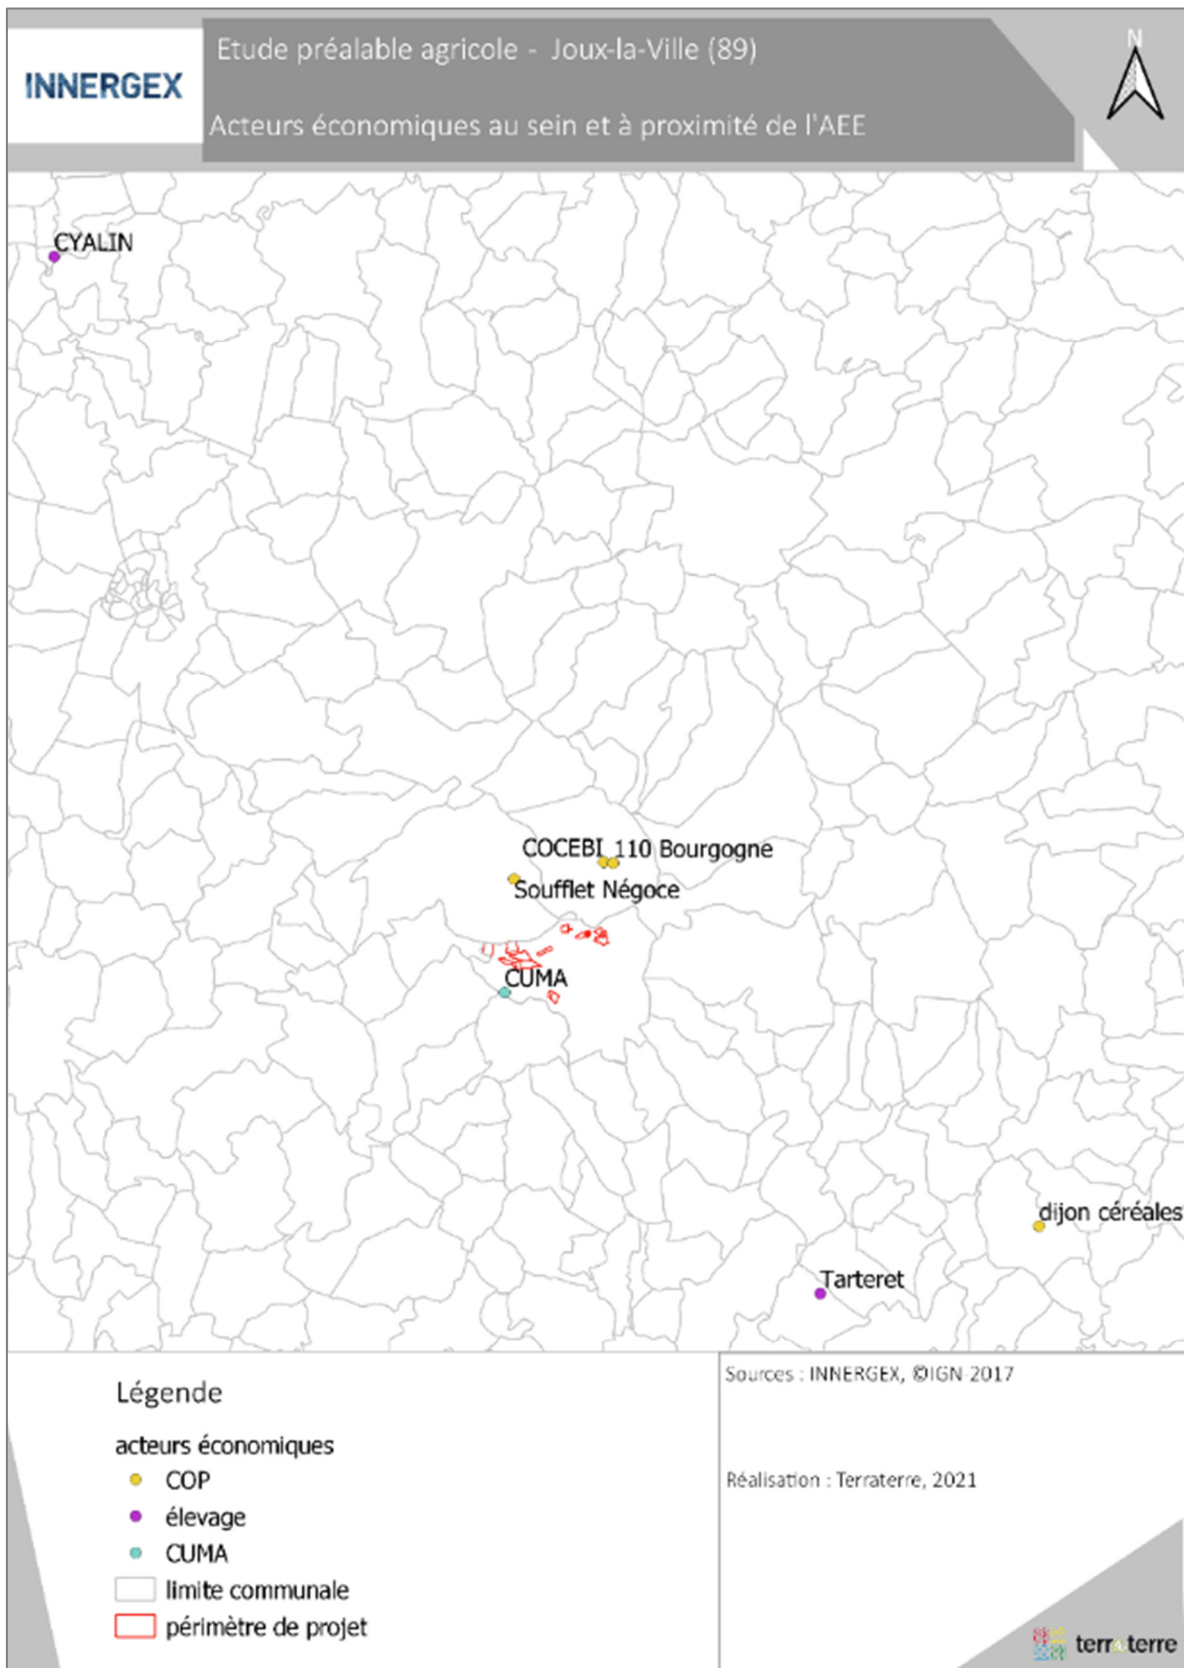 INNERGEX
Etude préalable agricole - Joux-la-Ville (89)
Acteurs économiques au sein et à proximité de l'AEE
N
CYALIN
COCEBI 110 Bourgogne
Soufflet Négoce
CUMA
dijon céréales
Tarteret
Légende
acteurs économiques
COP
élevage
CUMA
limite communale
périmètre de projet
Sources : INNERGEX, ©IGN-2017
Réalisation : Terraterre, 2021
terraterre